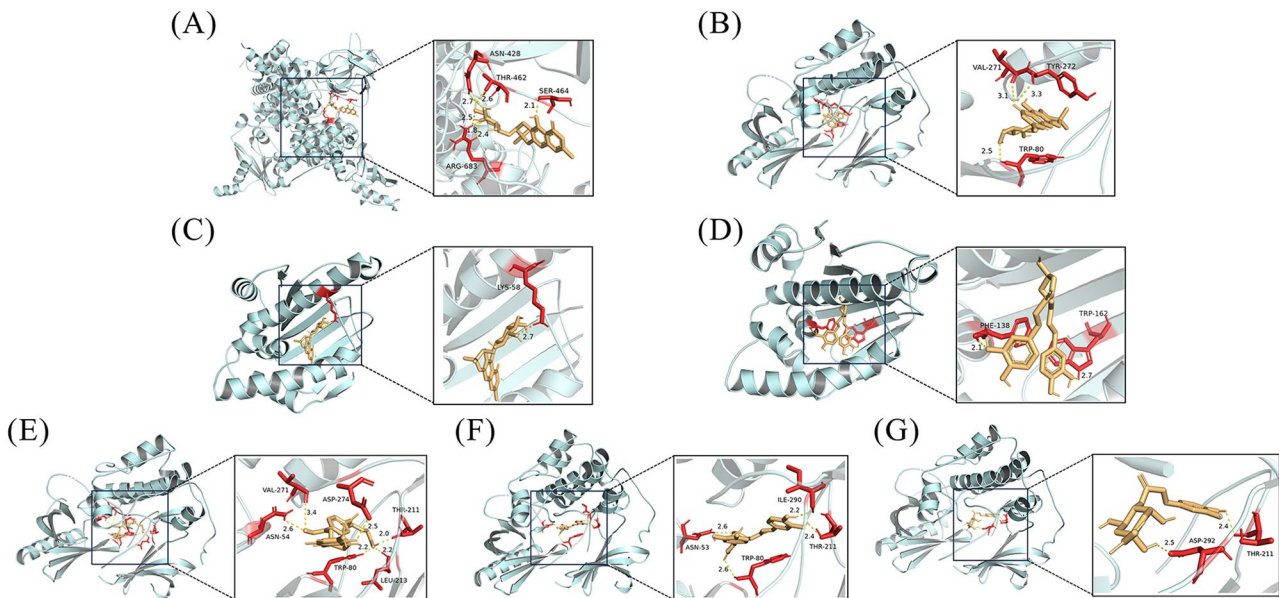 (A)
ASN-428
THR-462
SER-464
2.7
2.6
2.1
2.5
1.8
2.4
ARG-683
(B)
VAL-271
TYR-272
3.1
3.3
2.5
TRP-80
(C)
LYS-58
2.7
(D)
PHE-138
TRP-162
2.1
2.7
(E)
VAL-271
ASP-274
THR-211
3.4
2.5
2.0
2.6
ASN-54
2.2
2.2
TRP-80
LEU-213
(F)
ILE-290
2.2
2.6
2.4
ASN-53
THR-211
TRP-80
2.6
(G)
2.4
2.5
ASP-292
THR-211